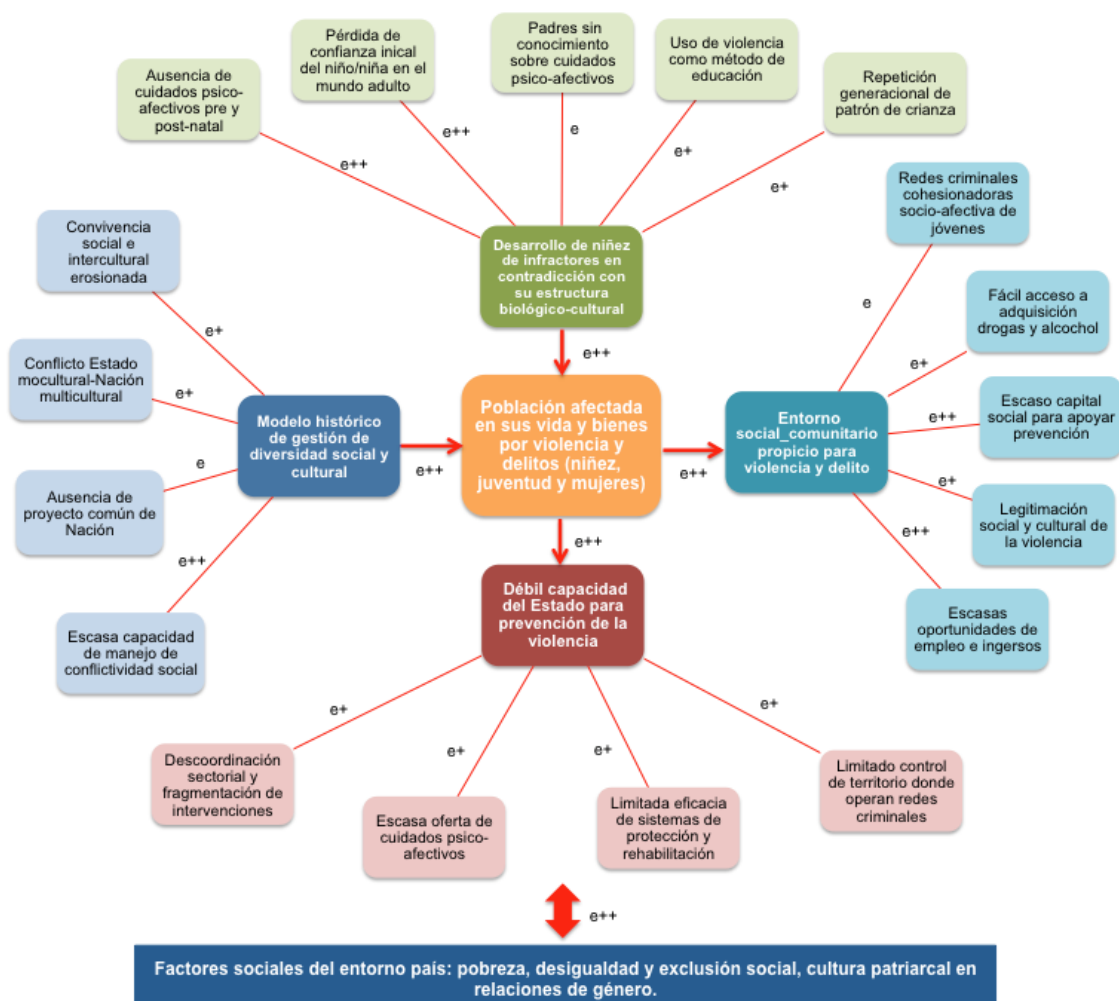 Ausencia de
cuidados psico-
afectivos pre y
post-natal
Pérdida de
confianza inical
del niño/niña en el
mundo adulto
Padres sin
conocimiento
sobre cuidados
psico-afectivos
Uso de violencia
como método de
educación
Repetición
generacional de
patrón de crianza
e++
e++
e
e+
e+
Desarrollo de niñez
de infractores en
contradicción con
su estructura
biológico-cultural
e++
Convivencia
social e
intercultural
erosionada
Conflicto Estado
mocultural-Nación
multicultural
Ausencia de
proyecto común de
Nación
Escasa capacidad
de manejo de
conflictividad social
e+
e+
e
e++
Modelo histórico
de gestión de
diversidad social y
cultural
e++
Población afectada
en sus vida y bienes
por violencia y
delitos (niñez,
juventud y mujeres)
e++
Entorno
social_comunitario
propicio para
violencia y delito
e
e+
e++
e+
e++
Redes criminales
cohesionadoras
socio-afectiva de
jóvenes
Fácil acceso a
adquisición
drogas y alcochol
Escaso capital
social para apoyar
prevención
Legitimación
social y cultural de
la violencia
Escasas
oportunidades de
empleo e ingersos
e++
Débil capacidad
del Estado para
prevención de la
violencia
e+
e+
e+
e+
Descoordinación
sectorial y
fragmentación de
intervenciones
Escasa oferta de
cuidados psico-
afectivos
Limitada eficacia
de sistemas de
protección y
rehabilitación
Limitado control
de territorio donde
operan redes
criminales
e++
Factores sociales del entorno país: pobreza, desigualdad y exclusión social, cultura patriarcal en
relaciones de género.